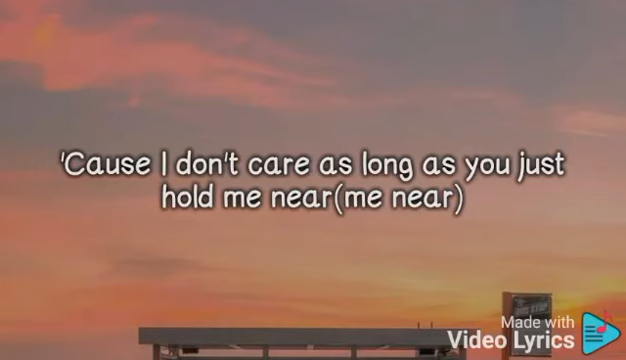 'Cause I don't care as long as you just
hold me near(me near)
Made with
Video Lyrics